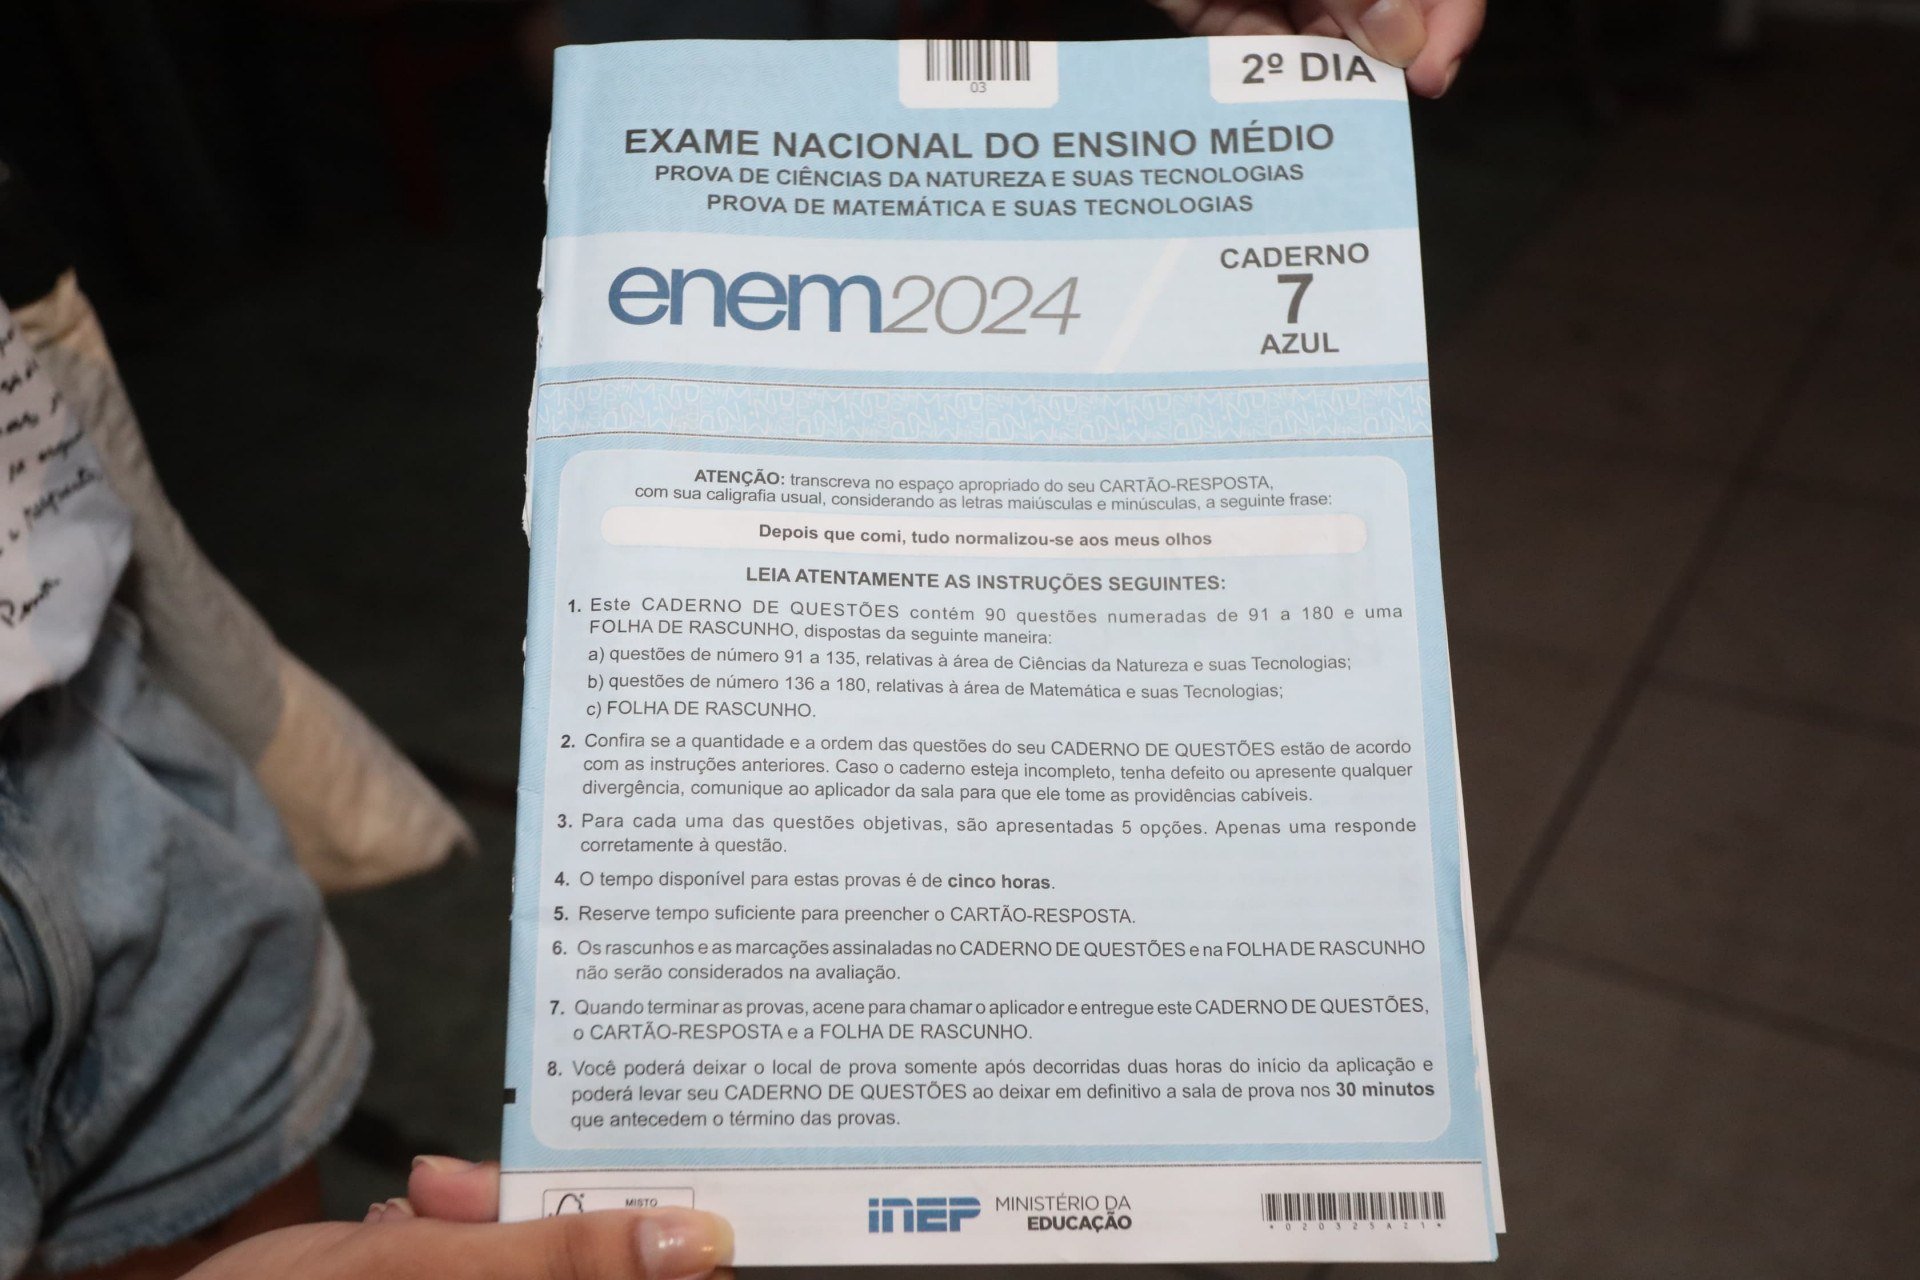 03
2º DIA
EXAME NACIONAL DO ENSINO MÉDIO
PROVA DE CIÊNCIAS DA NATUREZA E SUAS TECNOLOGIAS
PROVA DE MATEMÁTICA E SUAS TECNOLOGIAS
enem2024
CADERNO
7
AZUL
ATENÇÃO: transcreva no espaço apropriado do seu CARTÃO-RESPOSTA,
com sua caligrafia usual, considerando as letras maiúsculas e minúsculas, a seguinte frase:
Depois que comi, tudo normalizou-se aos meus olhos
LEIA ATENTAMENTE AS INSTRUÇÕES SEGUINTES:
1. Este CADERNO DE QUESTÕES contém 90 questões numeradas de 91 a 180 e uma
FOLHA DE RASCUNHO, dispostas da seguinte maneira:
a) questões de número 91 a 135, relativas à área de Ciências da Natureza e suas Tecnologias;
b) questões de número 136 a 180, relativas à área de Matemática e suas Tecnologias;
c) FOLHA DE RASCUNHO.
2. Confira se a quantidade e a ordem das questões do seu CADERNO DE QUESTÕES estão de acordo
com as instruções anteriores. Caso o caderno esteja incompleto, tenha defeito ou apresente qualquer
divergência, comunique ao aplicador da sala para que ele tome as providências cabíveis.
3. Para cada uma das questões objetivas, são apresentadas 5 opções. Apenas uma responde
corretamente à questão.
4. O tempo disponível para estas provas é de cinco horas.
5. Reserve tempo suficiente para preencher o CARTÃO-RESPOSTA.
6. Os rascunhos e as marcações assinaladas no CADERNO DE QUESTÕES e na FOLHA DE RASCUNHO
não serão considerados na avaliação.
7. Quando terminar as provas, acene para chamar o aplicador e entregue este CADERNO DE QUESTÕES,
o CARTÃO-RESPOSTA e a FOLHA DE RASCUNHO.
8. Você poderá deixar o local de prova somente após decorridas duas horas do início da aplicação e
poderá levar seu CADERNO DE QUESTÕES ao deixar em definitivo a sala de prova nos 30 minutos
que antecedem o término das provas.
MISTO
INEP
MINISTÉRIO DA
EDUCAÇÃO
*020325AZ1*